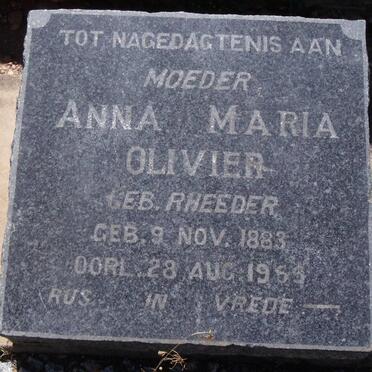 TOT NAGEDAGTENIS AAN
MOEDER
ANNA MARIA
OLIVIER
GEB. RHEEDER
GEB. 9 NOV. 1883
OORL. 28 AUG.
RUS IN VREDE